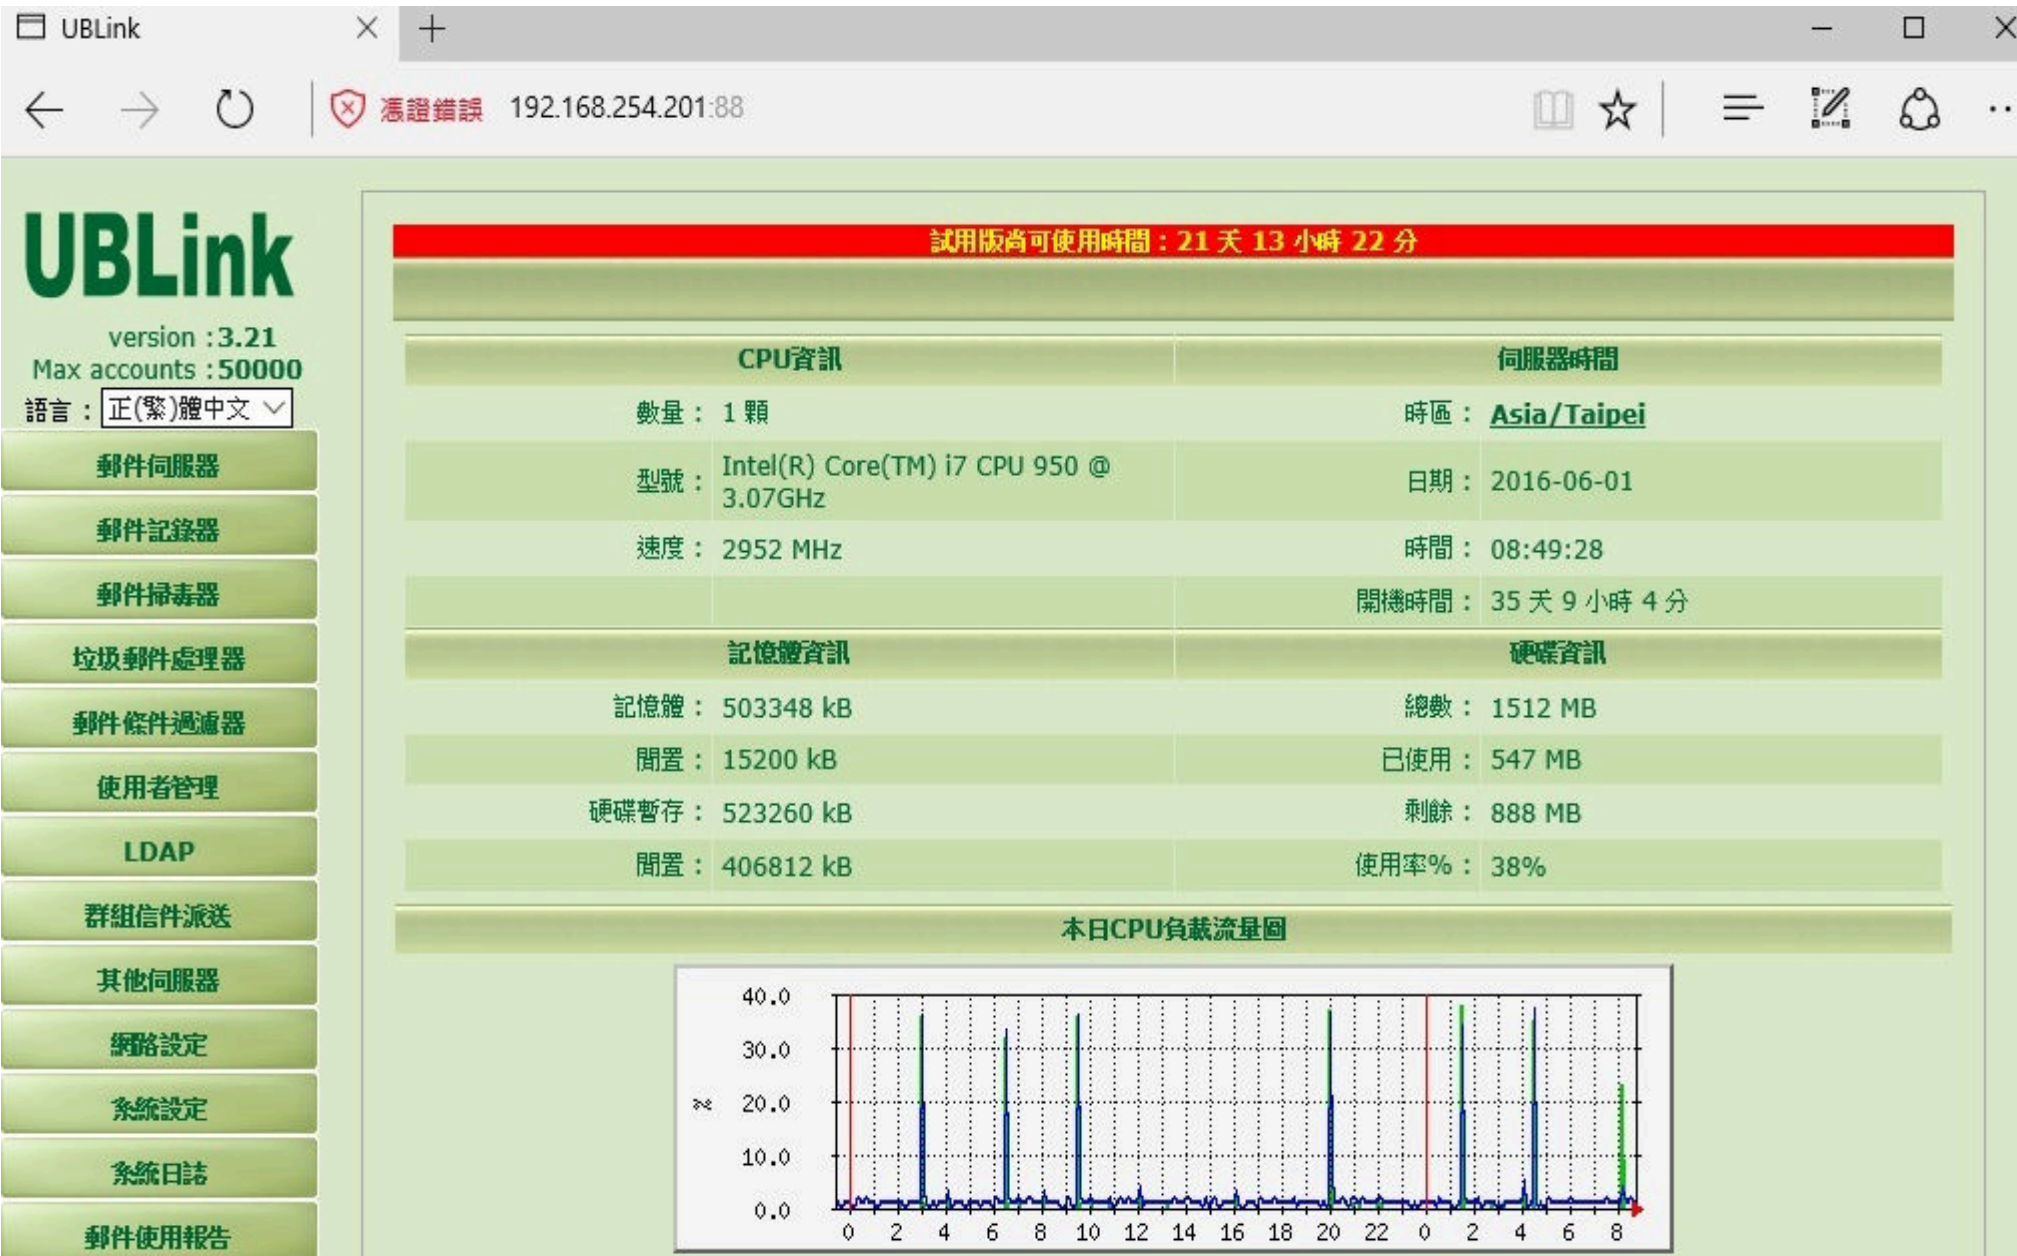 UBLink
憑證錯誤 192.168.254.201:88
UBLink
version :3.21
Max accounts :50000
語言：正(繁)體中文
郵件伺服器
郵件記錄器
郵件掃毒器
垃圾郵件處理器
郵件條件過濾器
使用者管理
LDAP
群組信件派送
其他伺服器
網路設定
系統設定
系統日誌
郵件使用報告
試用版尚可使用時間：21 天 13 小時 22 分
CPU資訊 伺服器時間
數量： 1 顆 時區： Asia/Taipei
型號： Intel(R) Core(TM) i7 CPU 950 @
3.07GHz 日期： 2016-06-01
速度： 2952 MHz 時間： 08:49:28
開機時間： 35 天 9 小時 4 分
記憶體資訊 硬碟資訊
記憶體： 503348 kB 總數： 1512 MB
閒置： 15200 kB 已使用： 547 MB
硬碟暫存： 523260 kB 剩餘： 888 MB
閒置： 406812 kB 使用率%： 38%
本日CPU負載流量圖
40.0
30.0
% 20.0
10.0
0.0
0 2 4 6 8 10 12 14 16 18 20 22 0 2 4 6 8